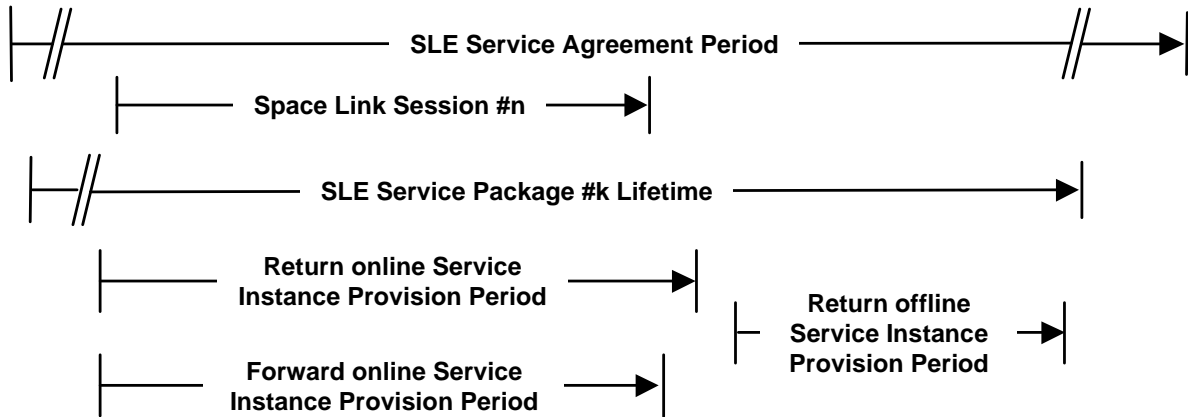 SLE Service Agreement Period
Space Link Session #n
SLE Service Package #k Lifetime
Return online Service
Instance Provision Period
Return offline
Service Instance
Provision Period
Forward online Service
Instance Provision Period